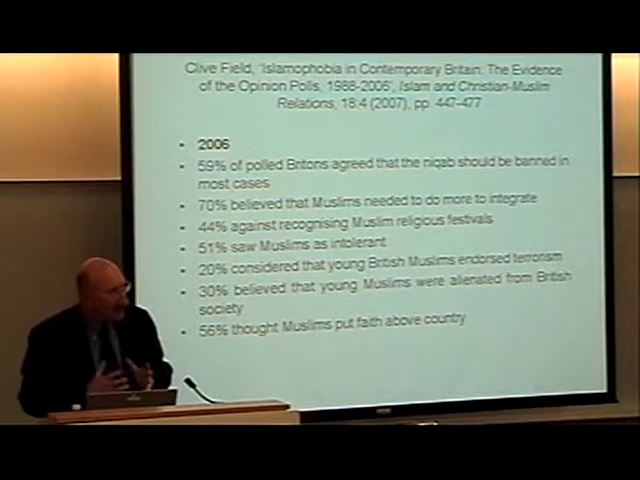 Clive Field, 'Islamophobia in Contemporary Britain: The Evidence
of the Opinion Polls, 1988-2006', Islam and Christian-Muslim
Relations, 18:4 (2007), pp. 447-477
• 2006
• 59% of polled Britons agreed that the niqab should be banned in
most cases
• 70% believed that Muslims needed to do more to integrate
• 44% against recognising Muslim religious festivals
• 51% saw Muslims as intolerant
• 20% considered that young British Muslims endorsed terrorism
• 30% believed that young Muslims were alienated from British
society
• 56% thought Muslims put faith above country